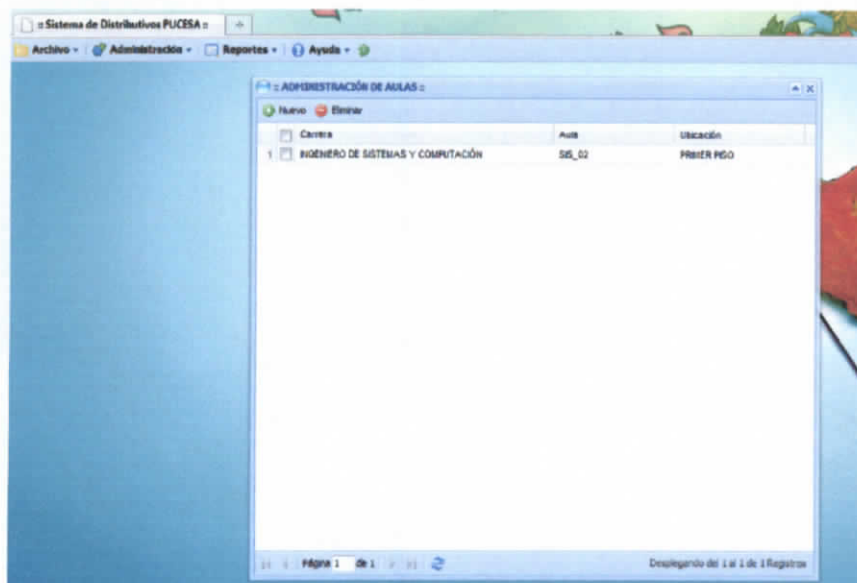 :: Sistema de Distributivos PUCESA ::
Archivo Administración Reportes Ayuda
:: ADMINISTRACIÓN DE AULAS ::
Nuevo Eliminar
Carrera Aula Ubicación
1 INGENIERO DE SISTEMAS Y COMPUTACIÓN SIS_02 PRIMER PISO
Página 1 de 1 Desplegando del 1 al 1 de 1 Registros